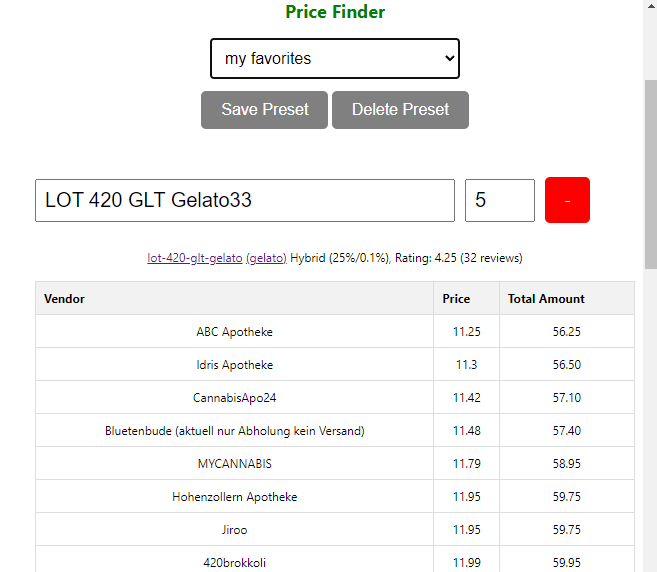 Price Finder
my favorites
Save Preset Delete Preset
LOT 420 GLT Gelato33 5 -
lot-420-glt-gelato (gelato) Hybrid (25%/0.1%), Rating: 4.25 (32 reviews)
Vendor Price Total Amount
ABC Apotheke 11.25 56.25
Idris Apotheke 11.3 56.50
CannabisApo24 11.42 57.10
Bluetenbude (aktuell nur Abholung kein Versand) 11.48 57.40
MYCANNABIS 11.79 58.95
Hohenzollern Apotheke 11.95 59.75
Jiroo 11.95 59.75
420brokkoli 11.99 59.95